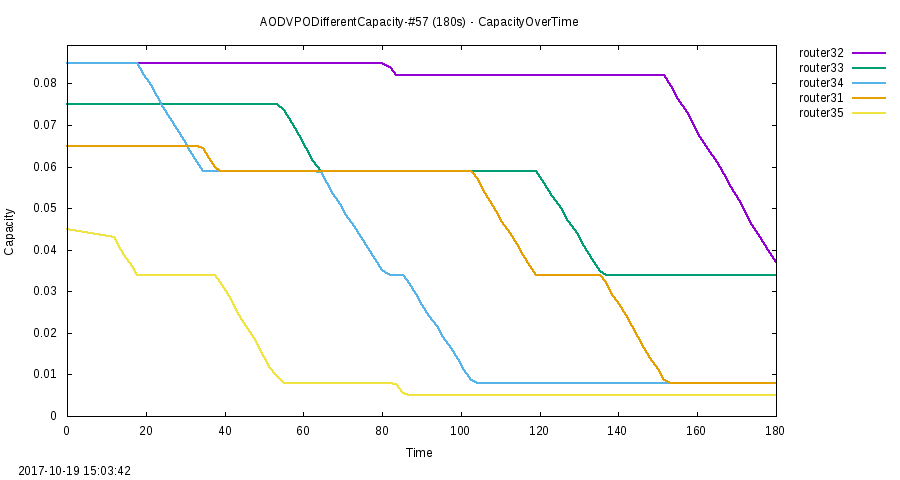 AODVPODifferentCapacity-#57 (180s) - CapacityOverTime
router32
router33
router34
router31
router35
0.08
0.07
0.06
0.05
0.04
0.03
0.02
0.01
0
Capacity
0 20 40 60 80 100 120 140 160 180
Time
2017-10-19 15:03:42